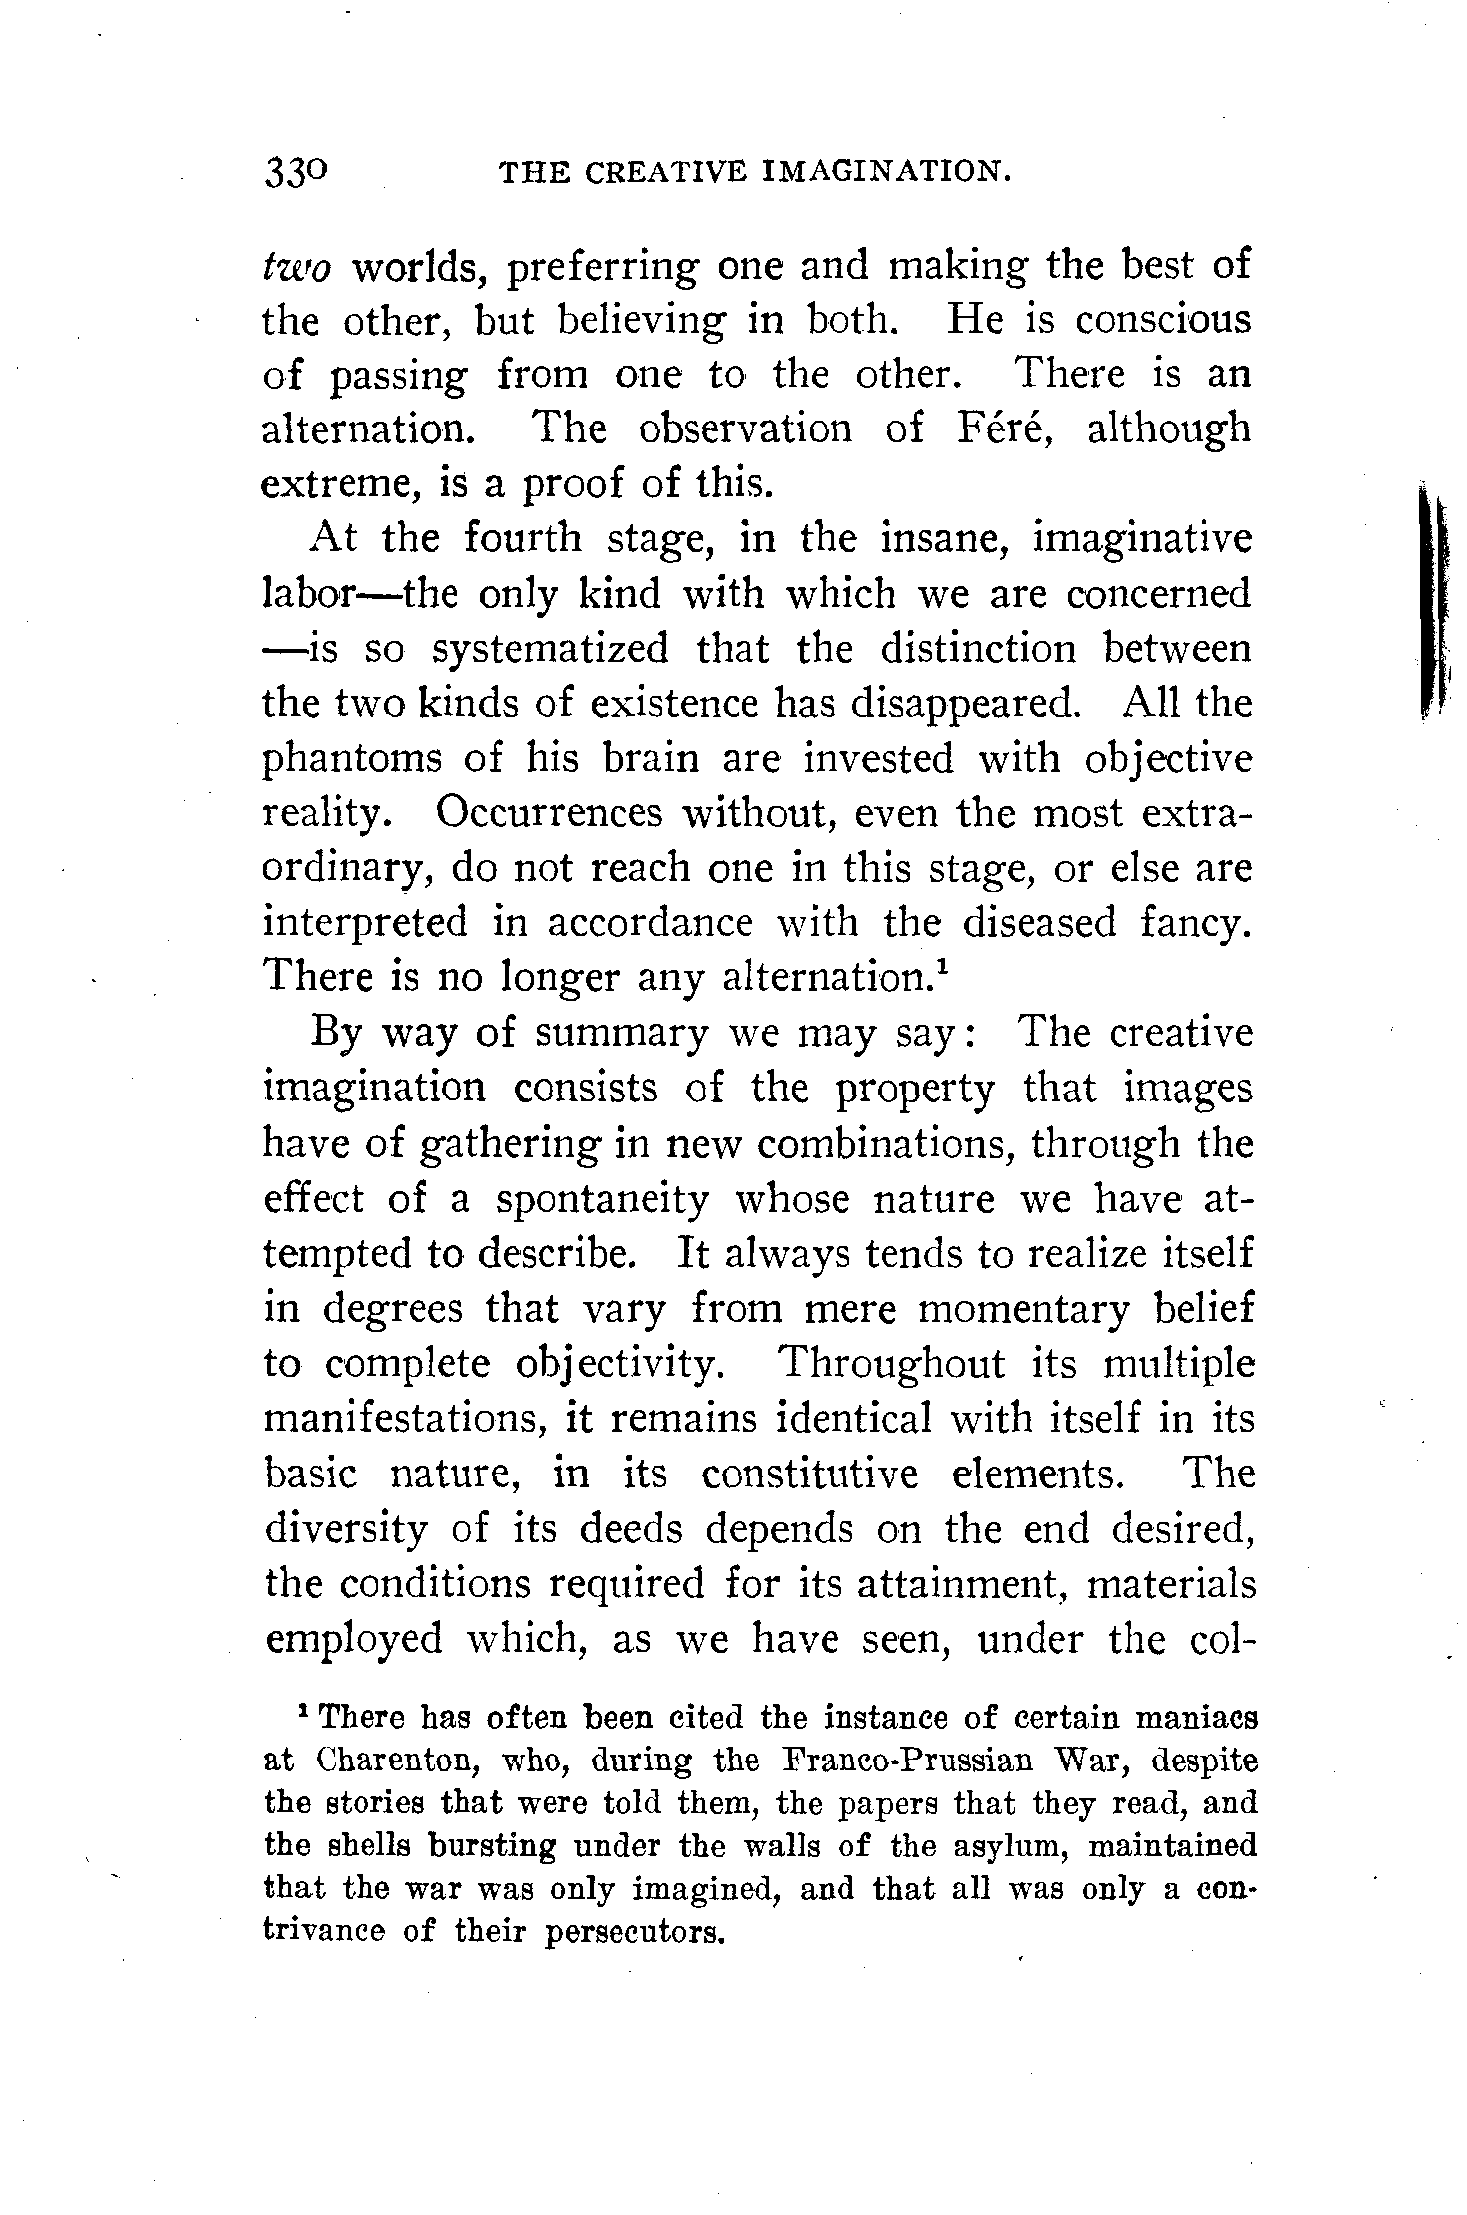 330 THE CREATIVE IMAGINATION.
two worlds, preferring one and making the best of
the other, but believing in both. He is conscious
of passing from one to the other. There is an
alternation. The observation of Féré, although
extreme, is a proof of this.
At the fourth stage, in the insane, imaginative
labor—the only kind with which we are concerned
—is so systematized that the distinction between
the two kinds of existence has disappeared. All the
phantoms of his brain are invested with objective
reality. Occurrences without, even the most extra-
ordinary, do not reach one in this stage, or else are
interpreted in accordance with the diseased fancy.
There is no longer any alternation.¹
By way of summary we may say: The creative
imagination consists of the property that images
have of gathering in new combinations, through the
effect of a spontaneity whose nature we have at-
tempted to describe. It always tends to realize itself
in degrees that vary from mere momentary belief
to complete objectivity. Throughout its multiple
manifestations, it remains identical with itself in its
basic nature, in its constitutive elements. The
diversity of its deeds depends on the end desired,
the conditions required for its attainment, materials
employed which, as we have seen, under the col-
¹ There has often been cited the instance of certain maniacs
at Charenton, who, during the Franco-Prussian War, despite
the stories that were told them, the papers that they read, and
the shells bursting under the walls of the asylum, maintained
that the war was only imagined, and that all was only a con-
trivance of their persecutors.